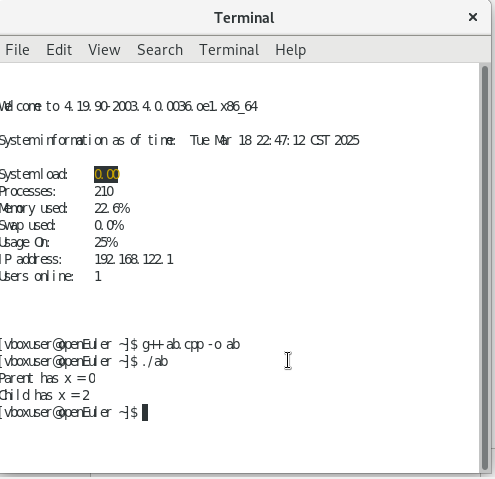 Terminal
File Edit View Search Terminal Help
Welcome to 4.19.90-2003.4.0.0036.oe1.x86_64
System information as of time: Tue Mar 18 22:47:12 CST 2025
System load: 0.00
Processes: 210
Memory used: 22.6%
Swap used: 0.0%
Usage On: 25%
IP address: 192.168.122.1
Users online: 1
[vboxuser@openEuler ~]$ g++ ab.cpp -o ab
[vboxuser@openEuler ~]$ ./ab
Parent has x = 0
Child has x = 2
[vboxuser@openEuler ~]$